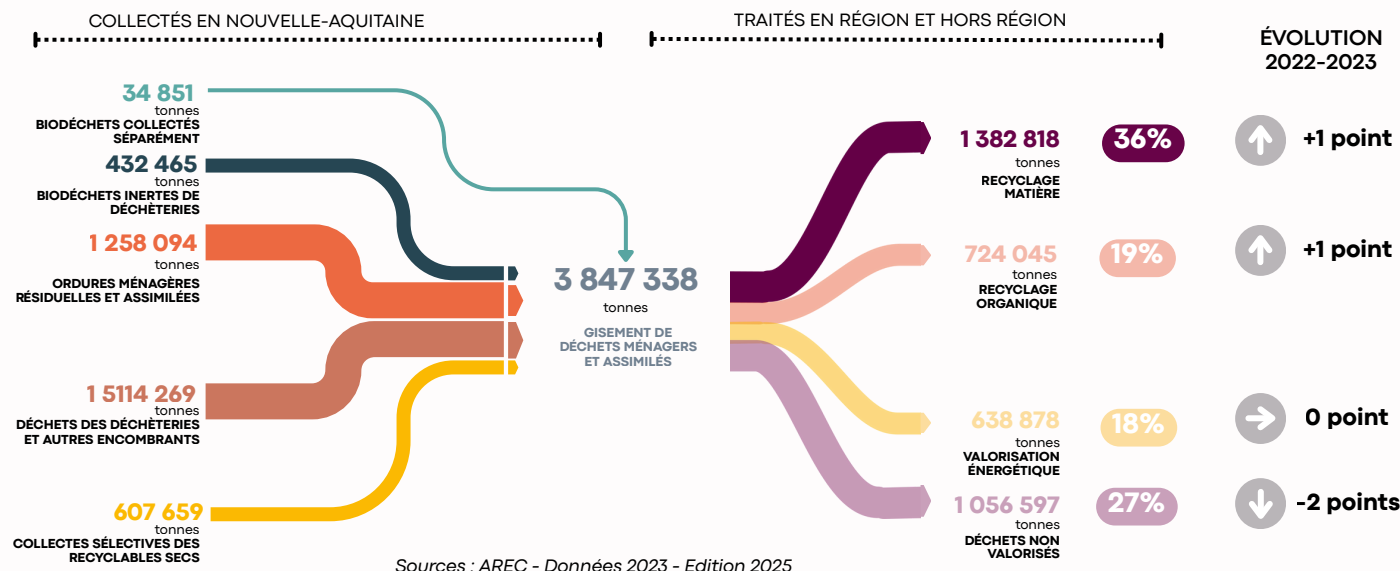 COLLECTÉS EN NOUVELLE-AQUITAINE
TRAITÉS EN RÉGION ET HORS RÉGION
ÉVOLUTION
2022-2023
34 851
tonnes
BIODÉCHETS COLLECTÉS
SÉPARÉMENT
432 465
tonnes
BIODÉCHETS INERTES DE
DÉCHÈTERIES
1 258 094
tonnes
ORDURES MÉNAGÈRES
RÉSIDUELLES ET ASSIMILÉES
1 5114 269
tonnes
DÉCHETS DES DÉCHÈTERIES
ET AUTRES ENCOMBRANTS
607 659
tonnes
COLLECTES SÉLECTIVES DES
RECYCLABLES SECS
3 847 338
tonnes
GISEMENT DE
DÉCHETS MÉNAGERS
ET ASSIMILÉS
1 382 818
tonnes
RECYCLAGE
MATIÈRE
36%
+1 point
724 045
tonnes
RECYCLAGE
ORGANIQUE
19%
+1 point
638 878
tonnes
VALORISATION
ÉNERGÉTIQUE
18%
0 point
1 056 597
tonnes
DÉCHETS NON
VALORISÉS
27%
-2 points
Sources : AREC - Données 2023 - Edition 2025